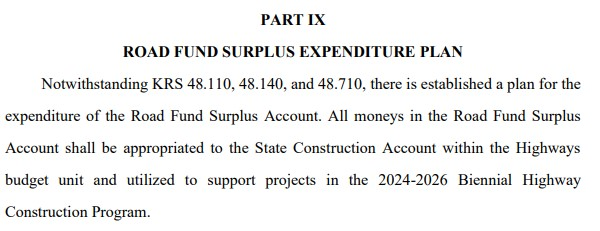 PART IX
ROAD FUND SURPLUS EXPENDITURE PLAN
Notwithstanding KRS 48.110, 48.140, and 48.710, there is established a plan for the
expenditure of the Road Fund Surplus Account. All moneys in the Road Fund Surplus
Account shall be appropriated to the State Construction Account within the Highways
budget unit and utilized to support projects in the 2024-2026 Biennial Highway
Construction Program.